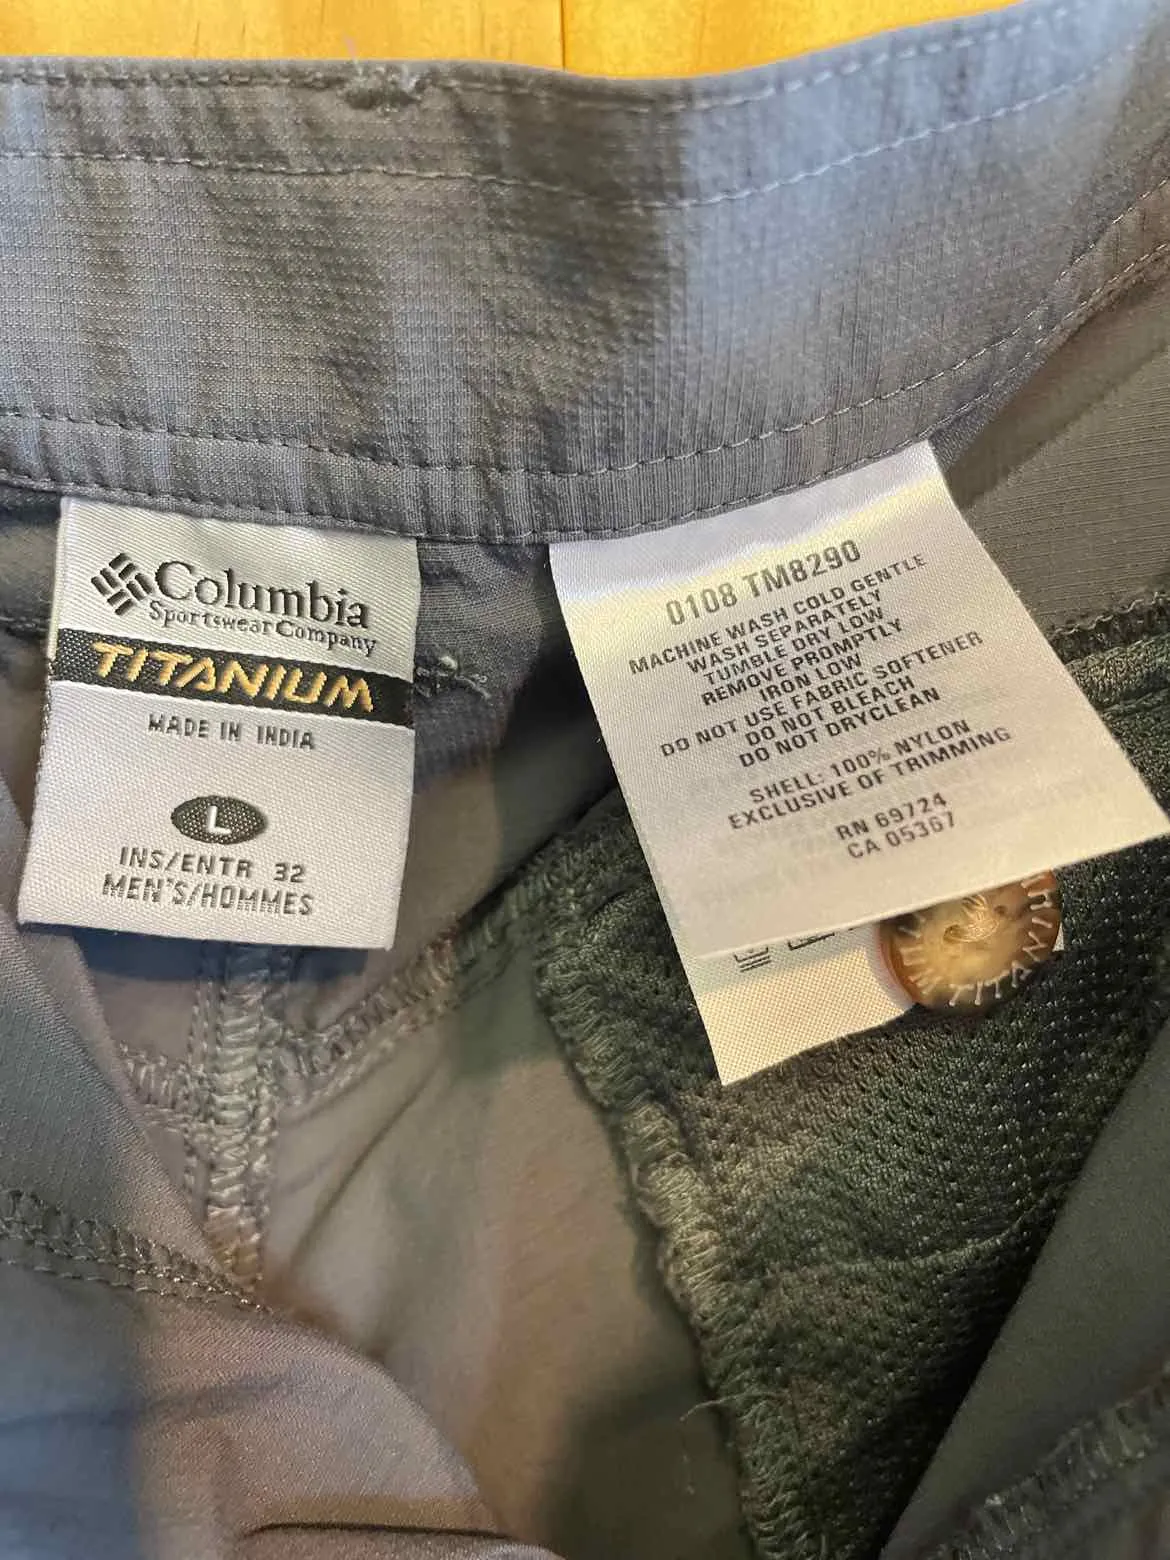 Columbia
Sportswear Company
TITANIUM
MADE IN INDIA
L
INS/ENTR 32
MEN'S/HOMMES
0108 TM8290
MACHINE WASH COLD GENTLE
WASH SEPARATELY
TUMBLE DRY LOW
REMOVE PROMPTLY
IRON LOW
DO NOT USE FABRIC SOFTENER
DO NOT BLEACH
DO NOT DRYCLEAN
SHELL: 100% NYLON
EXCLUSIVE OF TRIMMING
RN 69724
CA 05367
TITA